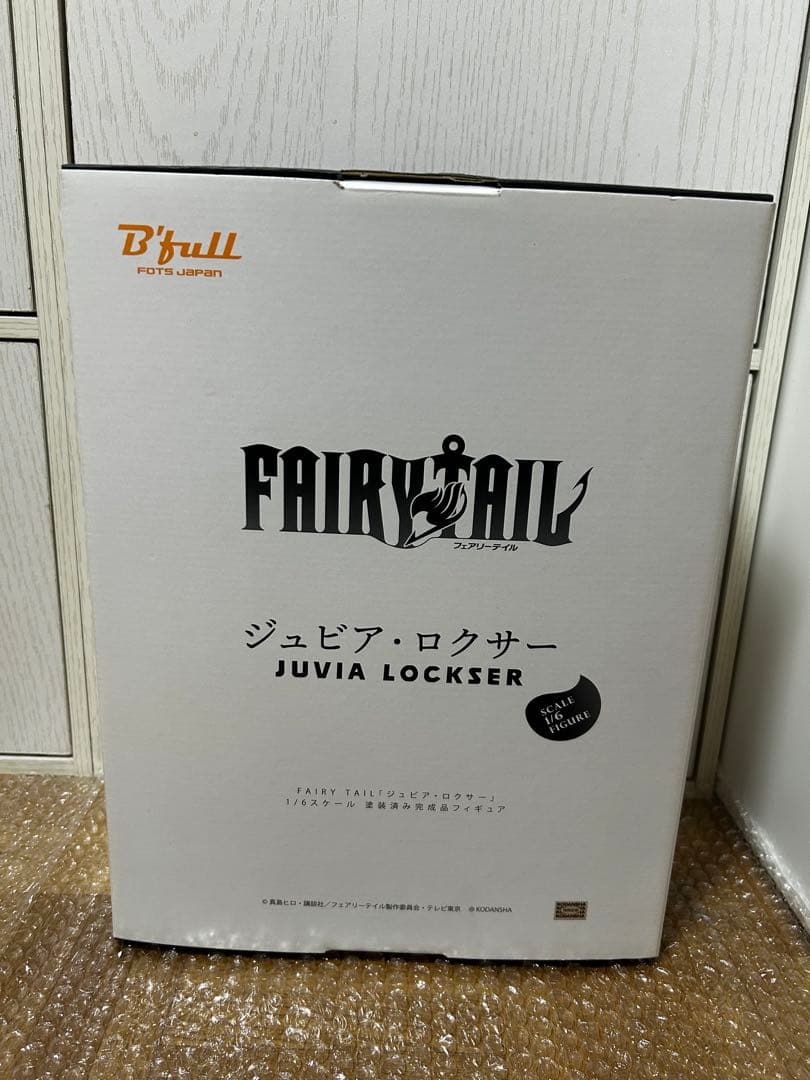 B'full
FOTS JAPAN
FAIRY TAIL
フェアリーテイル
ジュビア・ロクサー
JUVIA LOCKSER
SCALE
1/6
FIGURE
FAIRY TAIL「ジュビア・ロクサー」
1/6スケール 塗装済み完成品フィギュア
© 真島ヒロ・講談社／フェアリーテイル製作委員会・テレビ東京 @KODANSHA
KODANSHA
KODANSHA